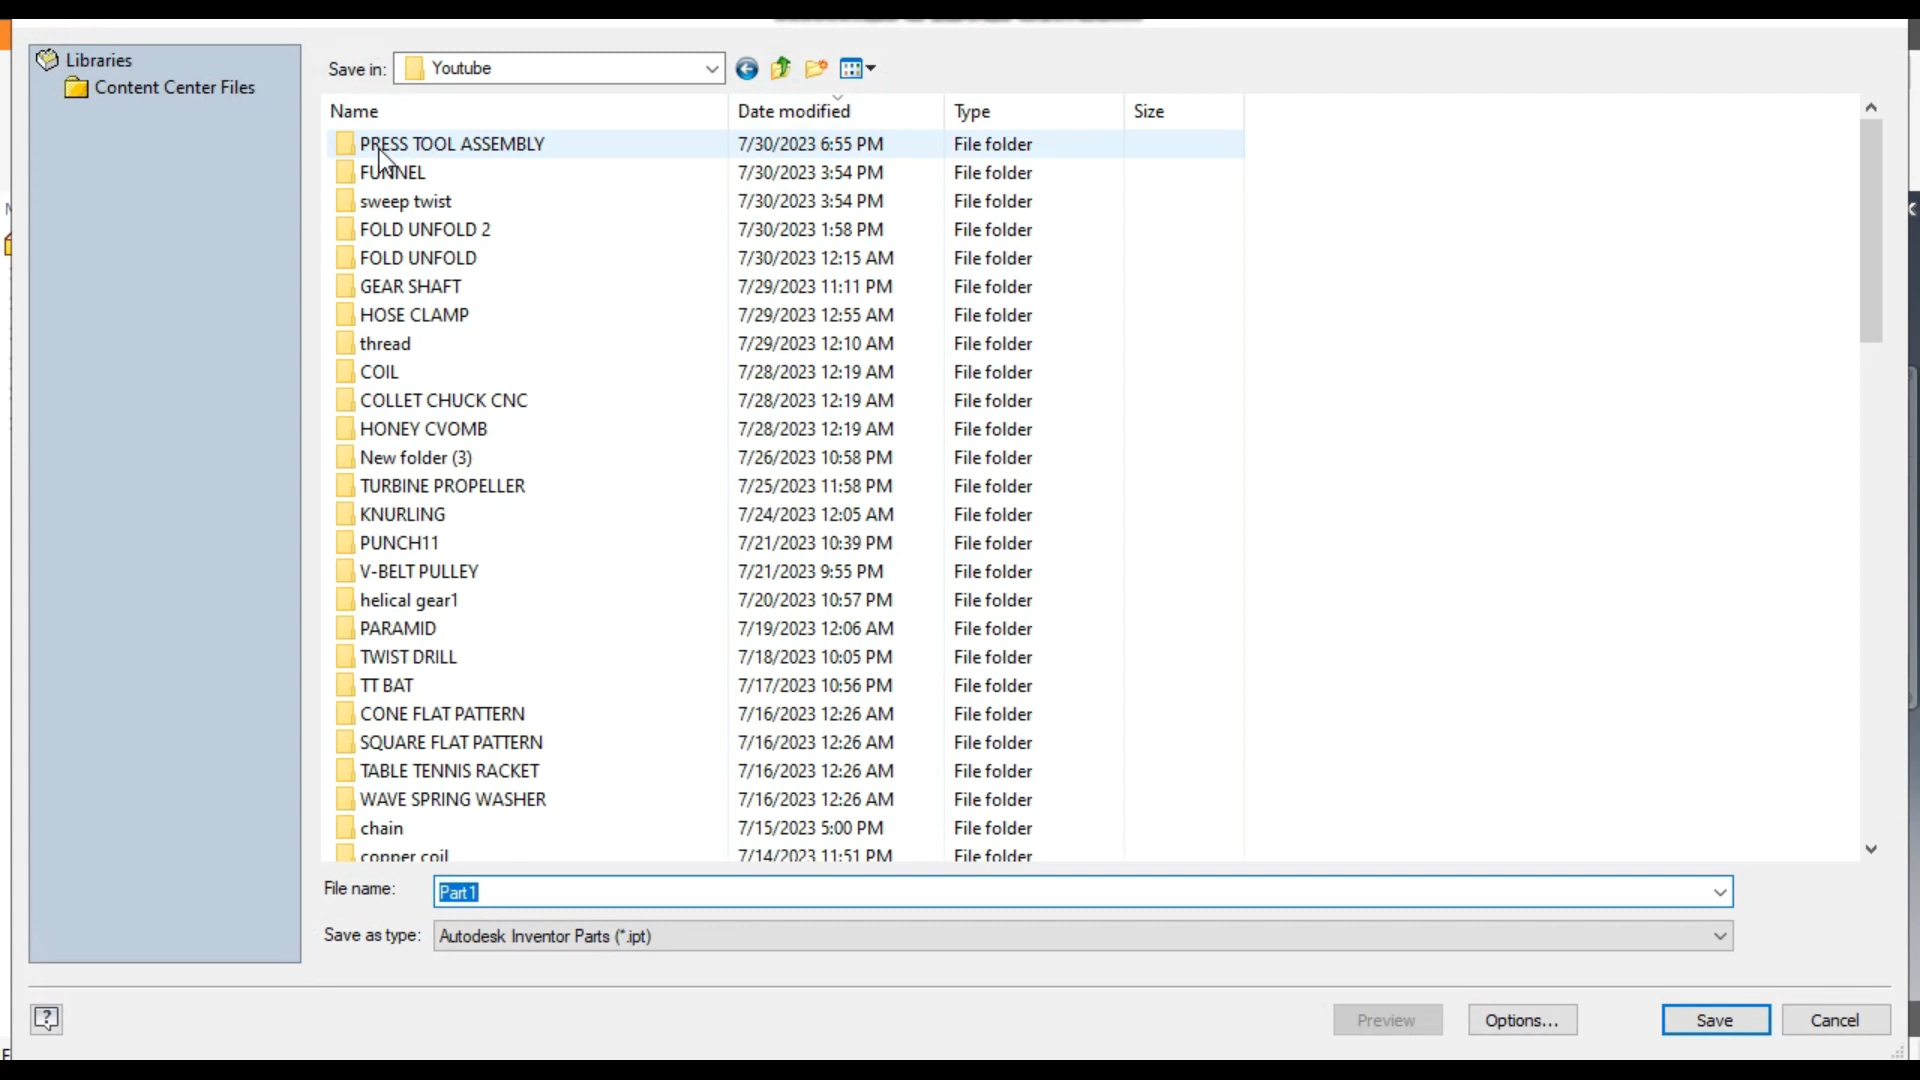 Libraries
Content Center Files
Save in: Youtube
Name Date modified Type Size
PRESS TOOL ASSEMBLY 7/30/2023 6:55 PM File folder
FUNNEL 7/30/2023 3:54 PM File folder
sweep twist 7/30/2023 3:54 PM File folder
FOLD UNFOLD 2 7/30/2023 1:58 PM File folder
FOLD UNFOLD 7/30/2023 12:15 AM File folder
GEAR SHAFT 7/29/2023 11:11 PM File folder
HOSE CLAMP 7/29/2023 12:55 AM File folder
thread 7/29/2023 12:10 AM File folder
COIL 7/28/2023 12:19 AM File folder
COLLET CHUCK CNC 7/28/2023 12:19 AM File folder
HONEY CVOMB 7/28/2023 12:19 AM File folder
New folder (3) 7/26/2023 10:58 PM File folder
TURBINE PROPELLER 7/25/2023 11:58 PM File folder
KNURLING 7/24/2023 12:05 AM File folder
PUNCH11 7/21/2023 10:39 PM File folder
V-BELT PULLEY 7/21/2023 9:55 PM File folder
helical gear1 7/20/2023 10:57 PM File folder
PARAMID 7/19/2023 12:06 AM File folder
TWIST DRILL 7/18/2023 10:05 PM File folder
TT BAT 7/17/2023 10:56 PM File folder
CONE FLAT PATTERN 7/16/2023 12:26 AM File folder
SQUARE FLAT PATTERN 7/16/2023 12:26 AM File folder
TABLE TENNIS RACKET 7/16/2023 12:26 AM File folder
WAVE SPRING WASHER 7/16/2023 12:26 AM File folder
chain 7/15/2023 5:00 PM File folder
copper coil 7/14/2023 11:51 PM File folder
File name: Part1
Save as type: Autodesk Inventor Parts (*.ipt)
Preview Options... Save Cancel